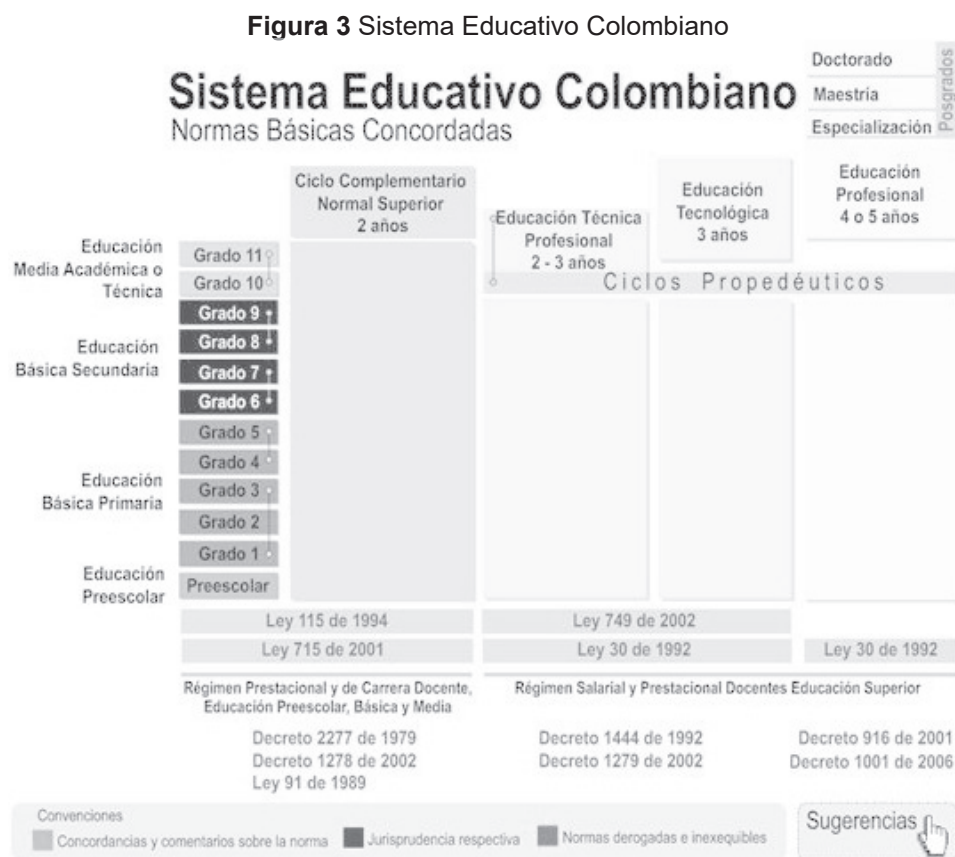 Figura 3 Sistema Educativo Colombiano
Sistema Educativo Colombiano
Normas Básicas Concordadas
Doctorado
Maestría
Especialización
Posgrados
Ciclo Complementario
Normal Superior
2 años
Educación Técnica
Profesional
2 - 3 años
Educación
Tecnológica
3 años
Educación
Profesional
4 o 5 años
Ciclos Propedéuticos
Educación
Media Académica o
Técnica
Grado 11
Grado 10
Educación
Básica Secundaria
Grado 9
Grado 8
Grado 7
Grado 6
Educación
Básica Primaria
Grado 5
Grado 4
Grado 3
Grado 2
Grado 1
Educación
Preescolar
Preescolar
Ley 115 de 1994
Ley 749 de 2002
Ley 715 de 2001
Ley 30 de 1992
Ley 30 de 1992
Régimen Prestacional y de Carrera Docente,
Educación Preescolar, Básica y Media
Régimen Salarial y Prestacional Docentes Educación Superior
Decreto 2277 de 1979
Decreto 1278 de 2002
Ley 91 de 1989
Decreto 1444 de 1992
Decreto 1279 de 2002
Decreto 916 de 2001
Decreto 1001 de 2006
Convenciones
Concordancias y comentarios sobre la norma
Jurisprudencia respectiva
Normas derogadas e inexequibles
Sugerencias